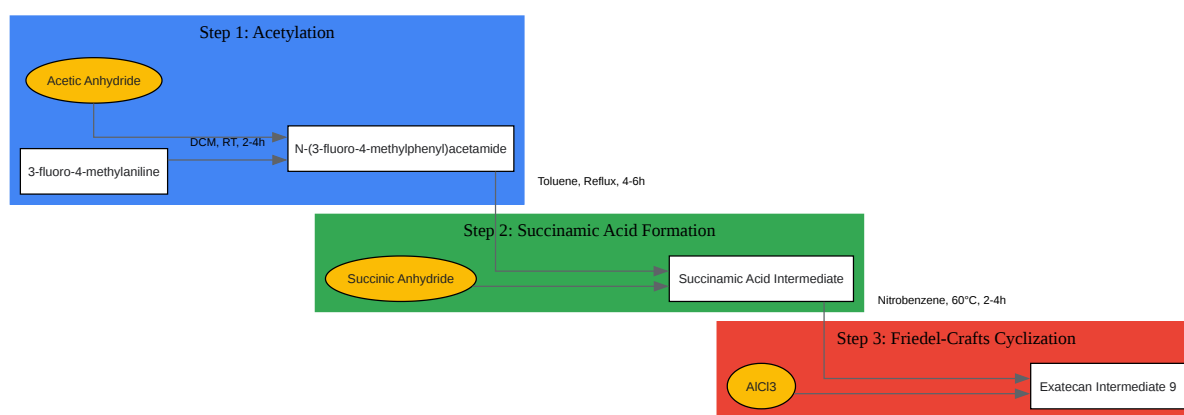 Step 1: Acetylation
Acetic Anhydride
DCM, RT, 2-4h
N-(3-fluoro-4-methylphenyl)acetamide
3-fluoro-4-methylaniline
Toluene, Reflux, 4-6h
Step 2: Succinamic Acid Formation
Succinic Anhydride
Succinamic Acid Intermediate
Nitrobenzene, 60°C, 2-4h
Step 3: Friedel-Crafts Cyclization
AlCl3
Exatecan Intermediate 9